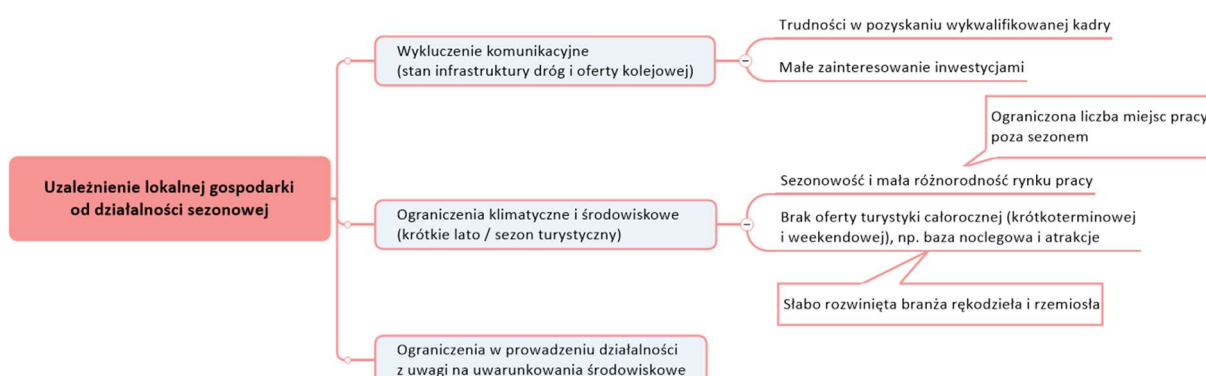 Uzależnienie lokalnej gospodarki
od działalności sezonowej
Wykluczenie komunikacyjne
(stan infrastruktury dróg i oferty kolejowej)
Trudności w pozyskaniu wykwalifikowanej kadry
Małe zainteresowanie inwestycjami
Ograniczenia klimatyczne i środowiskowe
(krótkie lato / sezon turystyczny)
Ograniczona liczba miejsc pracy
poza sezonem
Sezonowość i mała różnorodność rynku pracy
Brak oferty turystyki całorocznej (krótkoterminowej
i weekendowej), np. baza noclegowa i atrakcje
Słabo rozwinięta branża rękodzieła i rzemiosła
Ograniczenia w prowadzeniu działalności
z uwagi na uwarunkowania środowiskowe